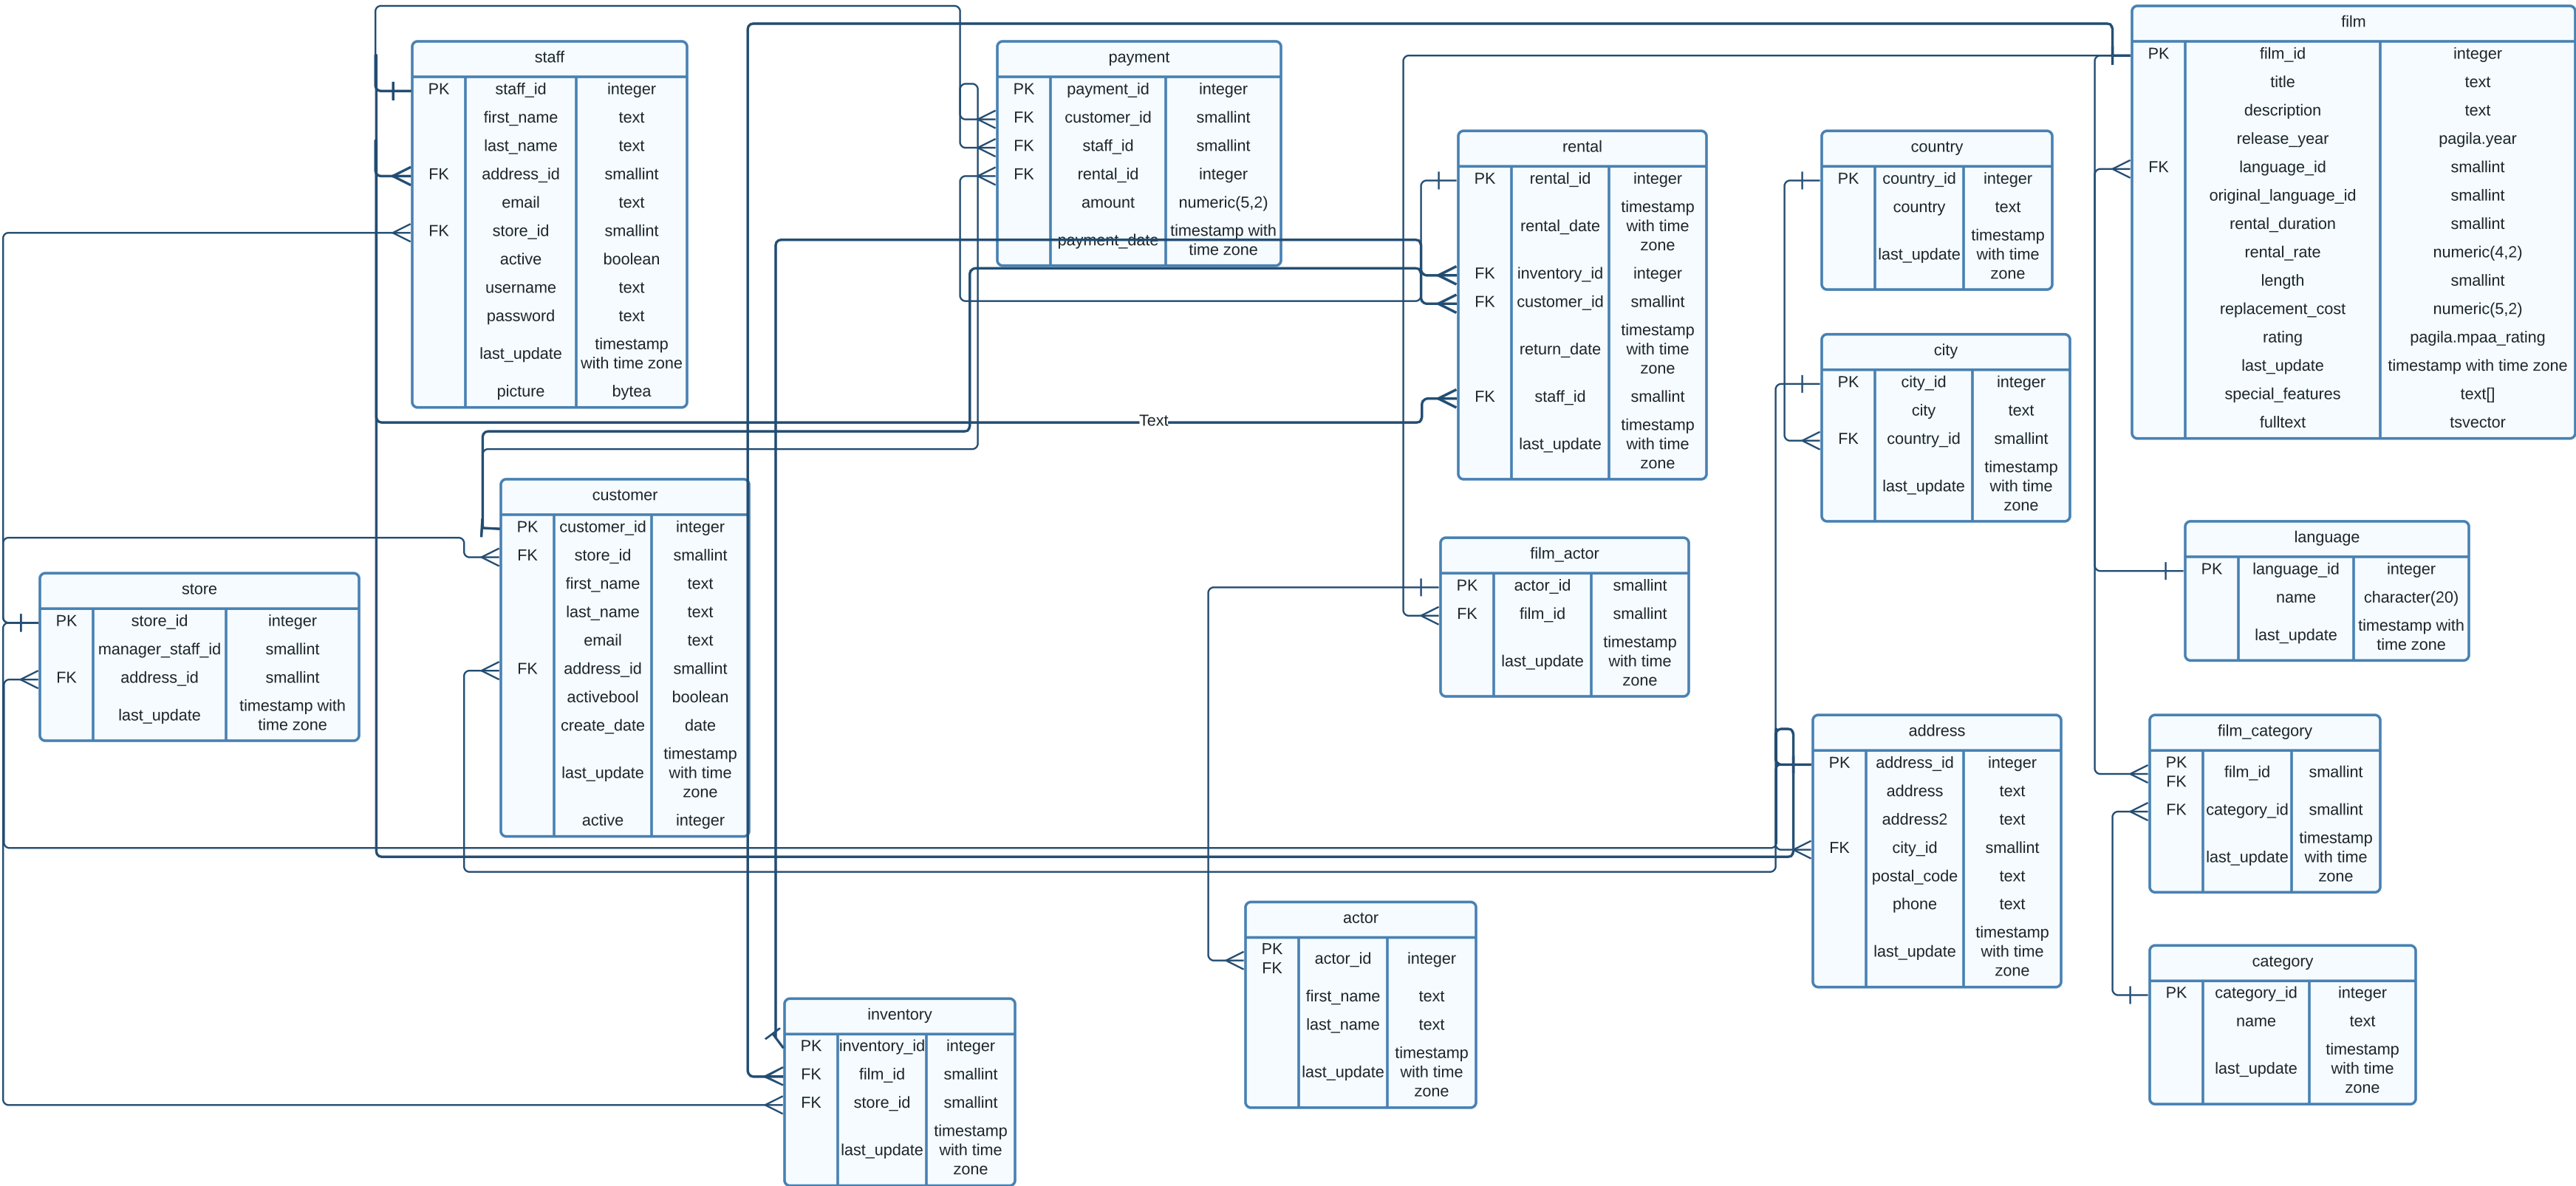 staff
PK staff_id integer
first_name text
last_name text
FK address_id smallint
email text
FK store_id smallint
active boolean
username text
password text
last_update timestamp
with time zone
picture bytea
payment
PK payment_id integer
FK customer_id smallint
FK staff_id smallint
FK rental_id integer
amount numeric(5,2)
payment_date timestamp with
time zone
rental
PK rental_id integer
rental_date timestamp
with time
zone
FK inventory_id integer
FK customer_id smallint
return_date timestamp
with time
zone
FK staff_id smallint
last_update timestamp
with time
zone
country
PK country_id integer
country text
last_update timestamp
with time
zone
film
PK film_id integer
title text
description text
release_year pagila.year
FK language_id smallint
original_language_id smallint
rental_duration smallint
rental_rate numeric(4,2)
length smallint
replacement_cost numeric(5,2)
rating pagila.mpaa_rating
last_update timestamp with time zone
special_features text[]
fulltext tsvector
city
PK city_id integer
city text
FK country_id smallint
last_update timestamp
with time
zone
Text
customer
PK customer_id integer
FK store_id smallint
first_name text
last_name text
email text
FK address_id smallint
activebool boolean
create_date date
last_update timestamp
with time
zone
active integer
store
PK store_id integer
manager_staff_id smallint
FK address_id smallint
last_update timestamp with
time zone
film_actor
PK actor_id smallint
FK film_id smallint
last_update timestamp
with time
zone
language
PK language_id integer
name character(20)
last_update timestamp with
time zone
address
PK address_id integer
address text
address2 text
FK city_id smallint
postal_code text
phone text
last_update timestamp
with time
zone
film_category
PK
FK film_id smallint
FK category_id smallint
last_update timestamp
with time
zone
actor
PK
FK actor_id integer
first_name text
last_name text
last_update timestamp
with time
zone
category
PK category_id integer
name text
last_update timestamp
with time
zone
inventory
PK inventory_id integer
FK film_id smallint
FK store_id smallint
last_update timestamp
with time
zone